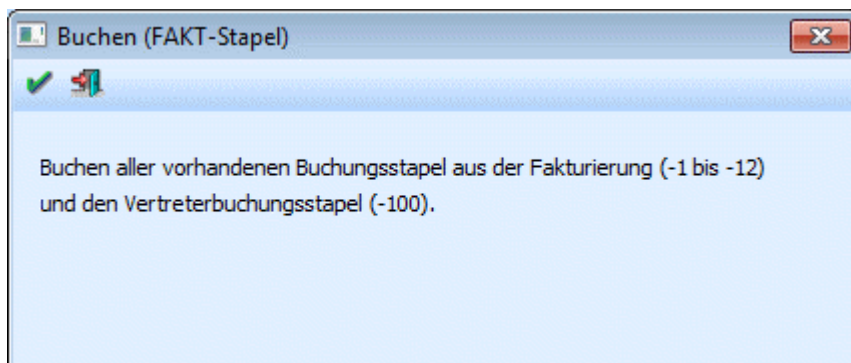 Buchen (FAKT-Stapel)
Buchen aller vorhandenen Buchungsstapel aus der Fakturierung (-1 bis -12)
und den Vertreterbuchungsstapel (-100).